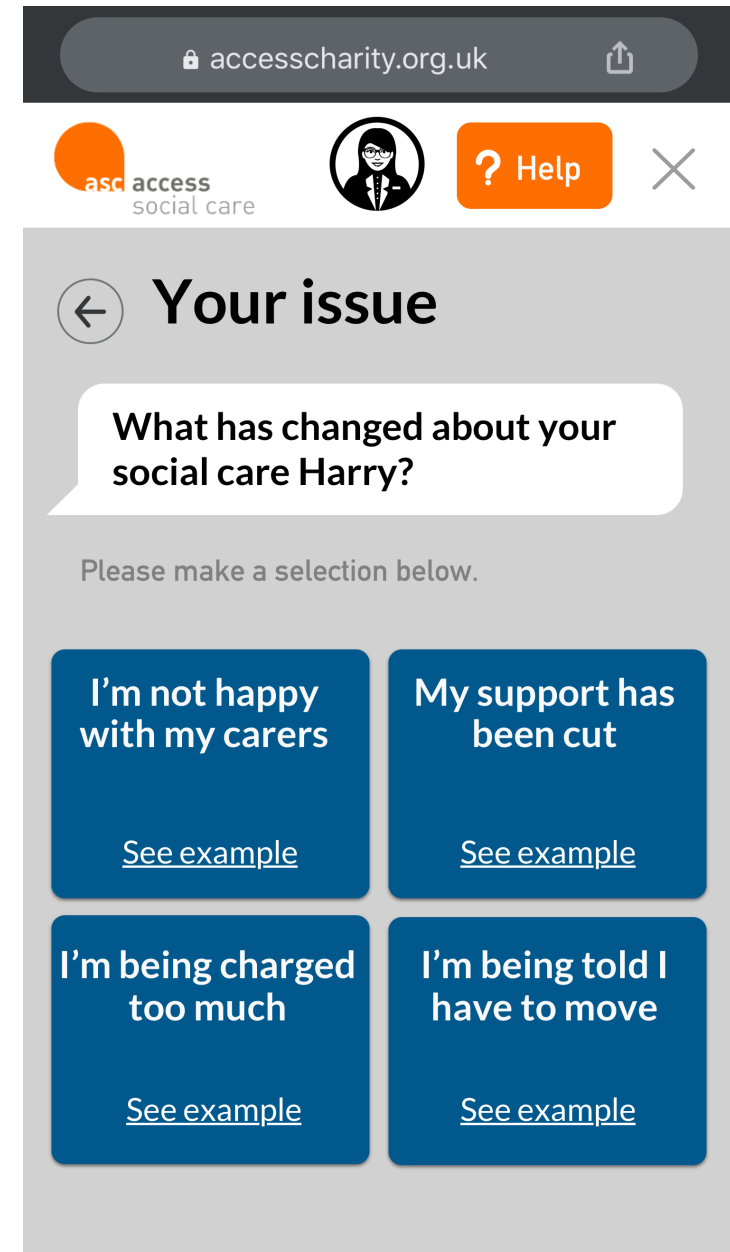 accesscharity.org.uk
asc access
social care
? Help
Your issue
What has changed about your
social care Harry?
Please make a selection below.
I’m not happy
with my carers
See example
My support has
been cut
See example
I’m being charged
too much
See example
I’m being told I
have to move
See example